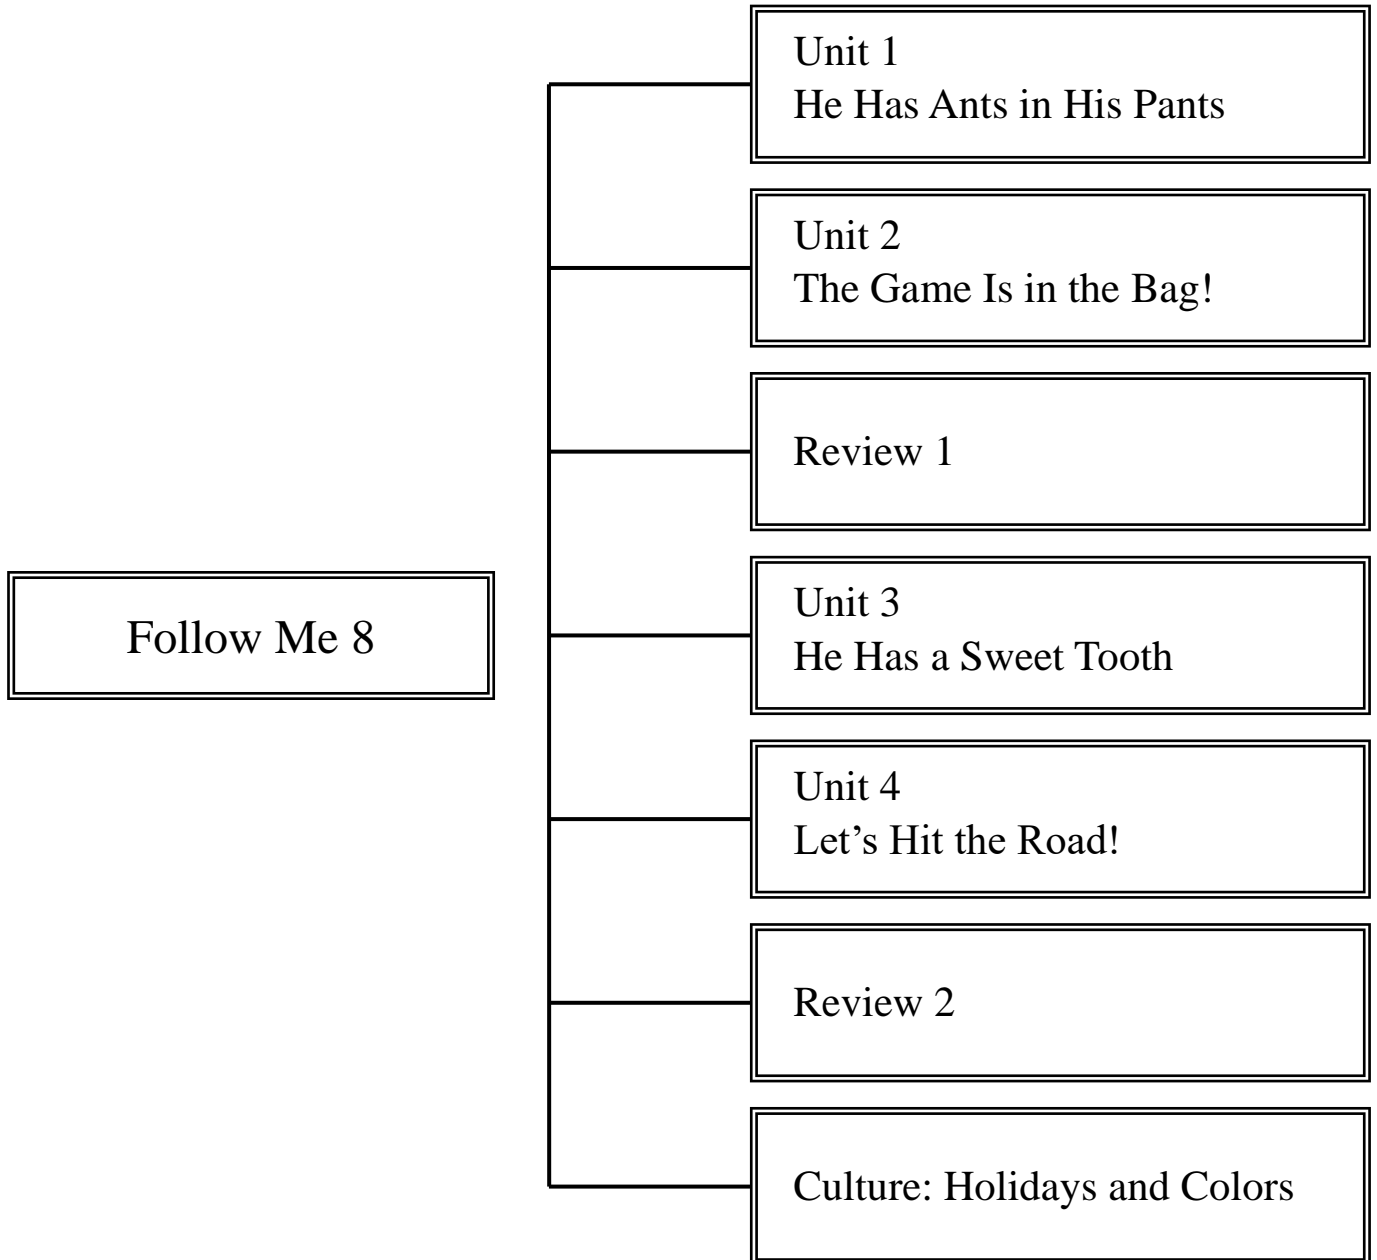 Follow Me 8
Unit 1
He Has Ants in His Pants
Unit 2
The Game Is in the Bag!
Review 1
Unit 3
He Has a Sweet Tooth
Unit 4
Let’s Hit the Road!
Review 2
Culture: Holidays and Colors